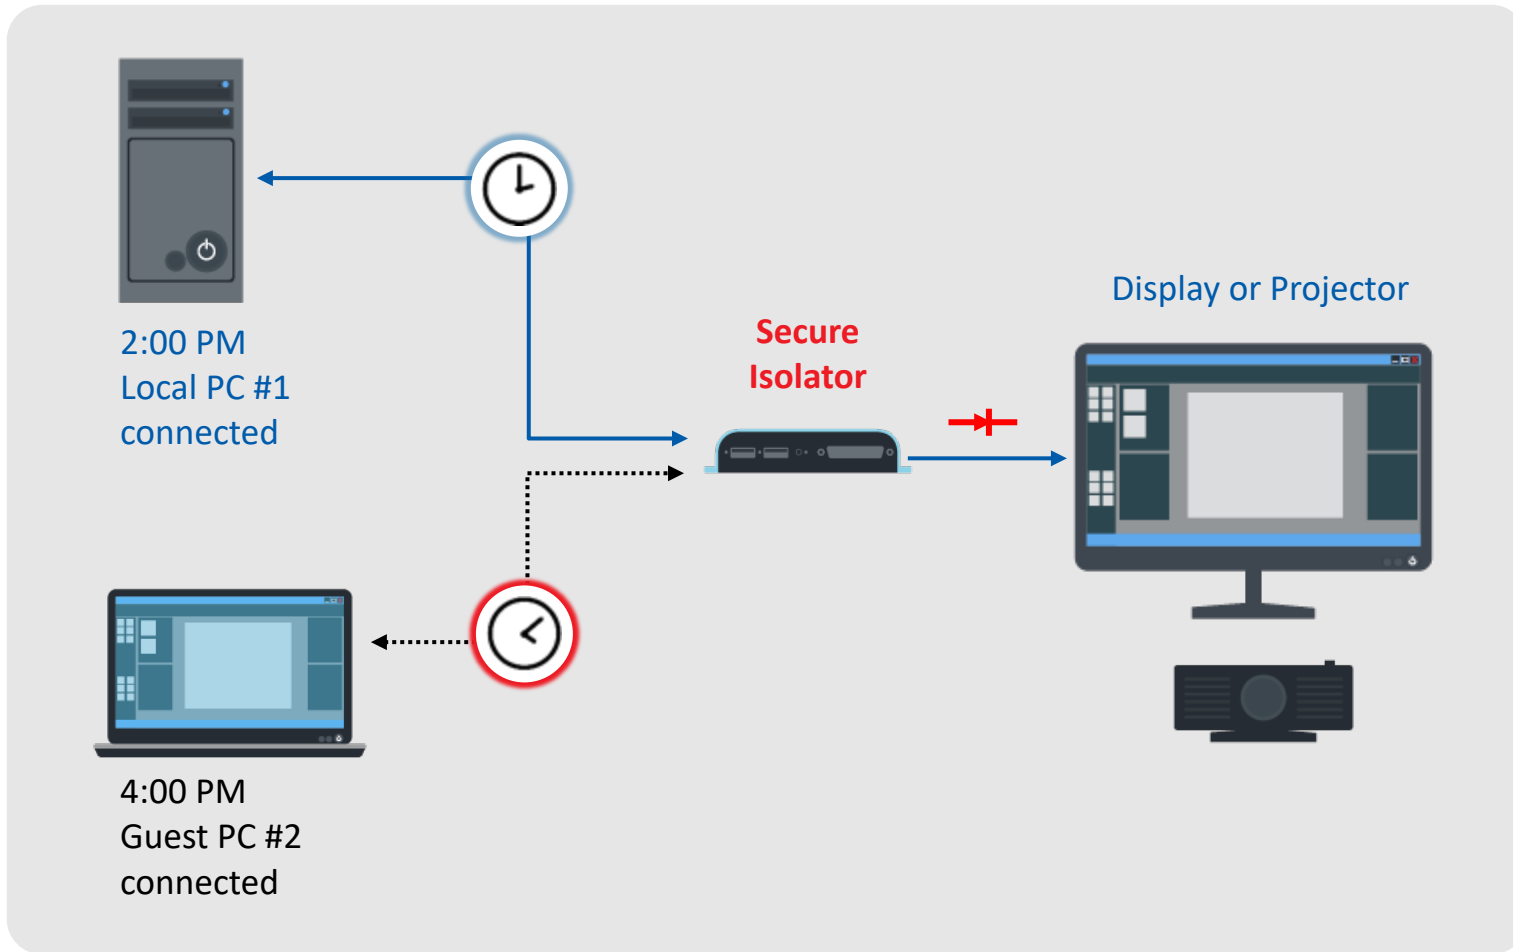 2:00 PM
Local PC #1
connected
Secure
Isolator
Display or Projector
4:00 PM
Guest PC #2
connected